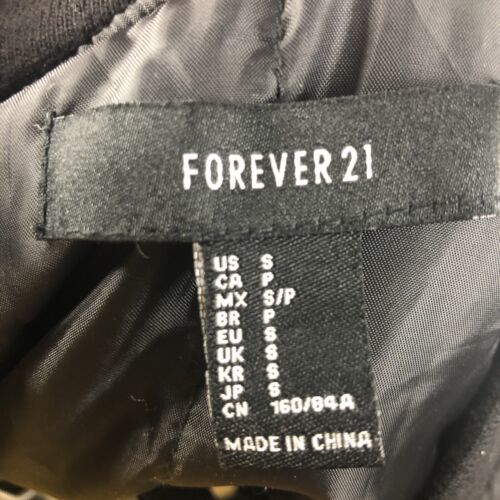 FOREVER 21
US S
CA P
MX S/P
BR P
EU S
UK S
KR S
JP S
CN 160/84A
MADE IN CHINA